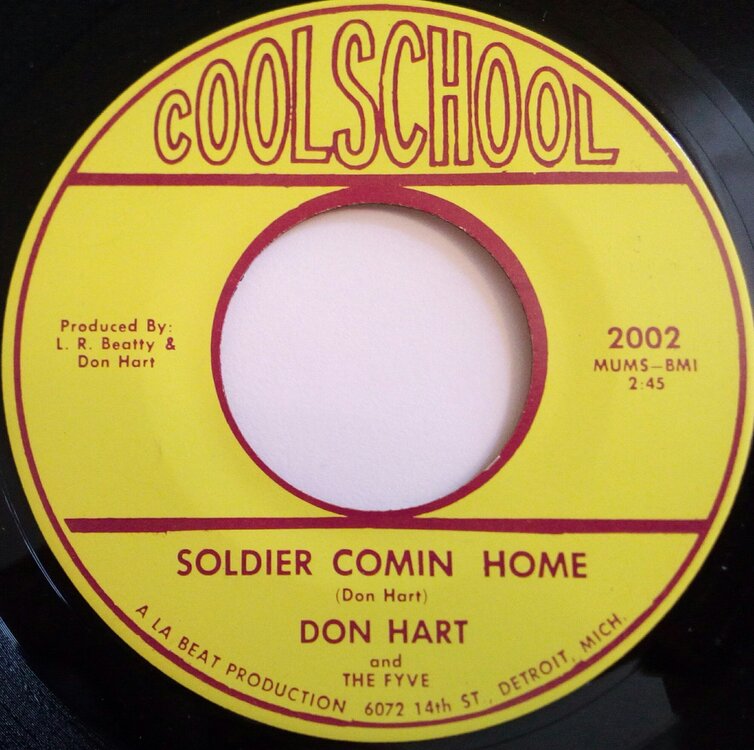 COOLSCHOOL
Produced By:
L. R. Beatty &
Don Hart
2002
MUMS-BMI
2:45
SOLDIER COMIN HOME
(Don Hart)
DON HART
and
THE FYVE
A LA BEAT PRODUCTION 6072 14th ST., DETROIT, MICH.